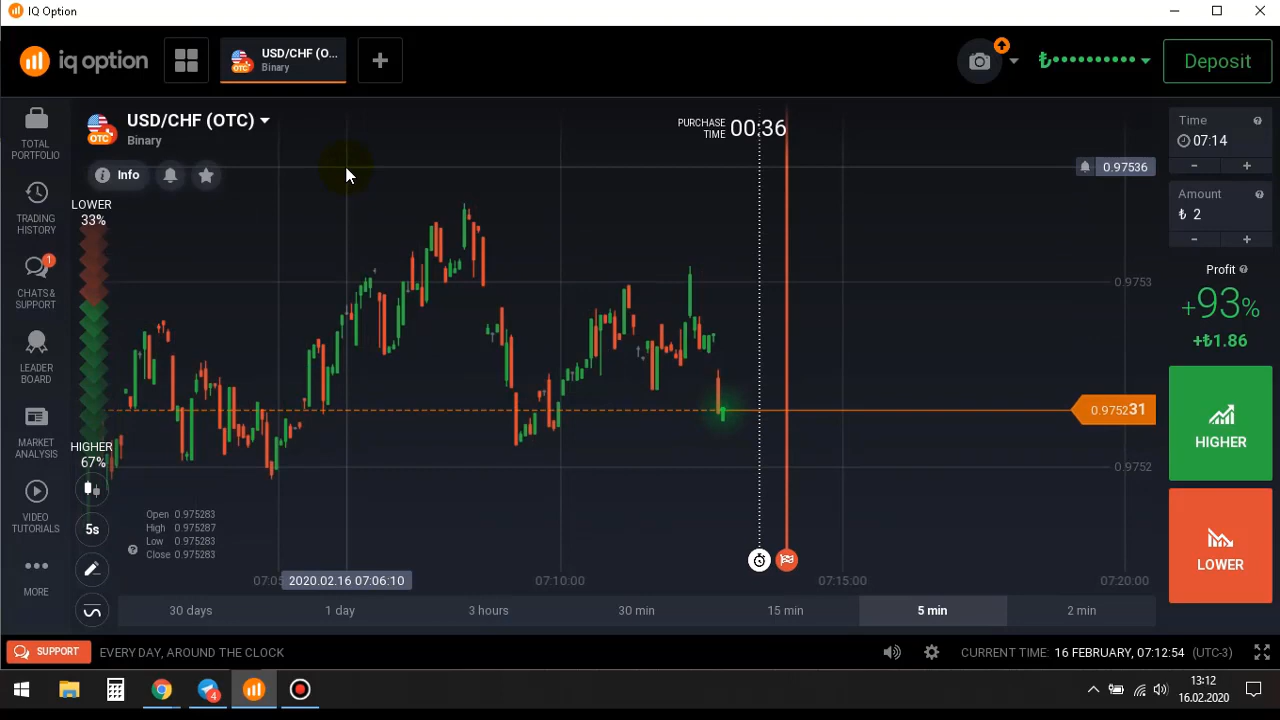 IQ Option
iq option
USD/CHF (O...
Binary
Deposit
USD/CHF (OTC)
Binary
PURCHASE
TIME
00:36
Time
07:14
Info
0.97536
LOWER
33%
Amount
₺ 2
TOTAL
PORTFOLIO
TRADING
HISTORY
1
CHATS &
SUPPORT
Profit
+93%
+₺1.86
0.9753
LEADER
BOARD
0.975231
HIGHER
MARKET
ANALYSIS
HIGHER
67%
0.9752
VIDEO
TUTORIALS
5s
Open 0.975283
High 0.975287
Low 0.975283
Close 0.975283
LOWER
MORE
07:05
2020.02.16 07:06:10
07:10:00
07:15:00
07:20:00
30 days
1 day
3 hours
30 min
15 min
5 min
2 min
SUPPORT
EVERY DAY, AROUND THE CLOCK
CURRENT TIME: 16 FEBRUARY, 07:12:54 (UTC-3)
4
13:12
16.02.2020